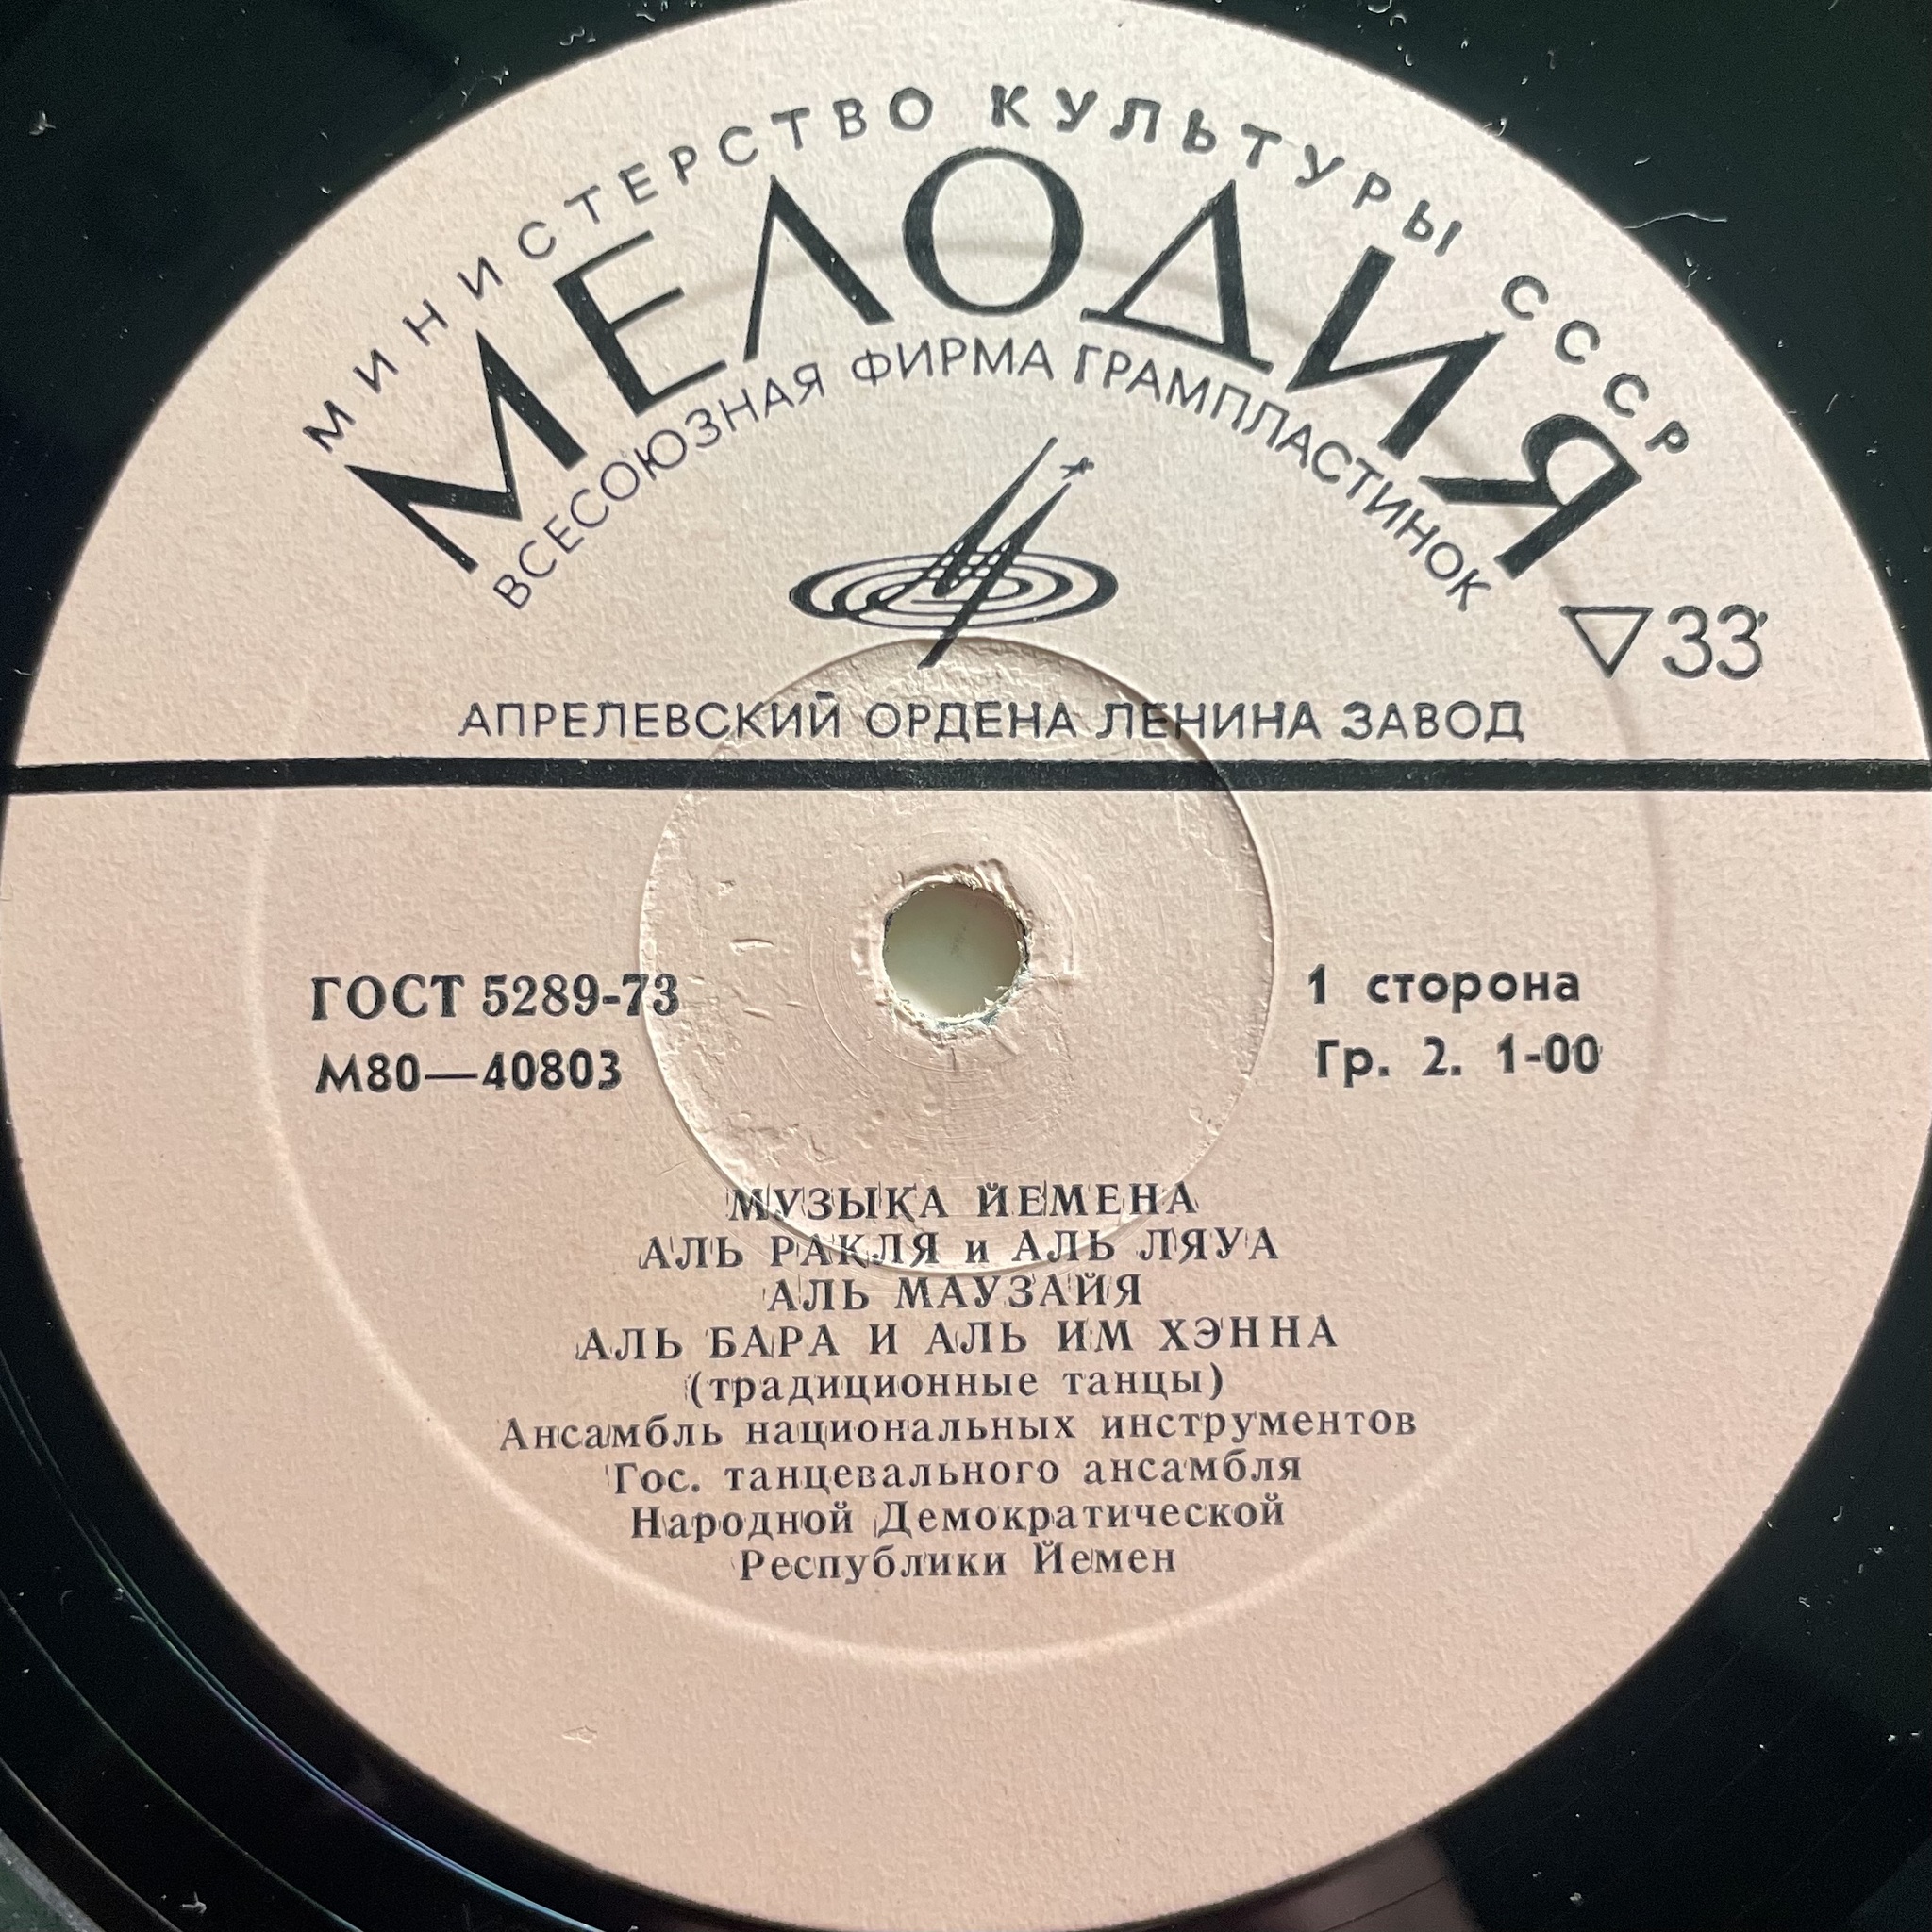 МИНИСТЕРСТВО КУЛЬТУРЫ СССР
МЕЛОДИЯ
ВСЕСОЮЗНАЯ ФИРМА ГРАМПЛАСТИНОК
▽33
АПРЕЛЕВСКИЙ ОРДЕНА ЛЕНИНА ЗАВОД
ГОСТ 5289-73
М80—40803
1 сторона
Гр. 2. 1-00
МУЗЫКА ЙЕМЕНА
АЛЬ РАКЛЯ и АЛЬ ЛЯУА
АЛЬ МАУЗАЙЯ
АЛЬ БАРА И АЛЬ ИМ ХЭННА
(традиционные танцы)
Ансамбль национальных инструментов
Гос. танцевального ансамбля
Народной Демократической
Республики Йемен